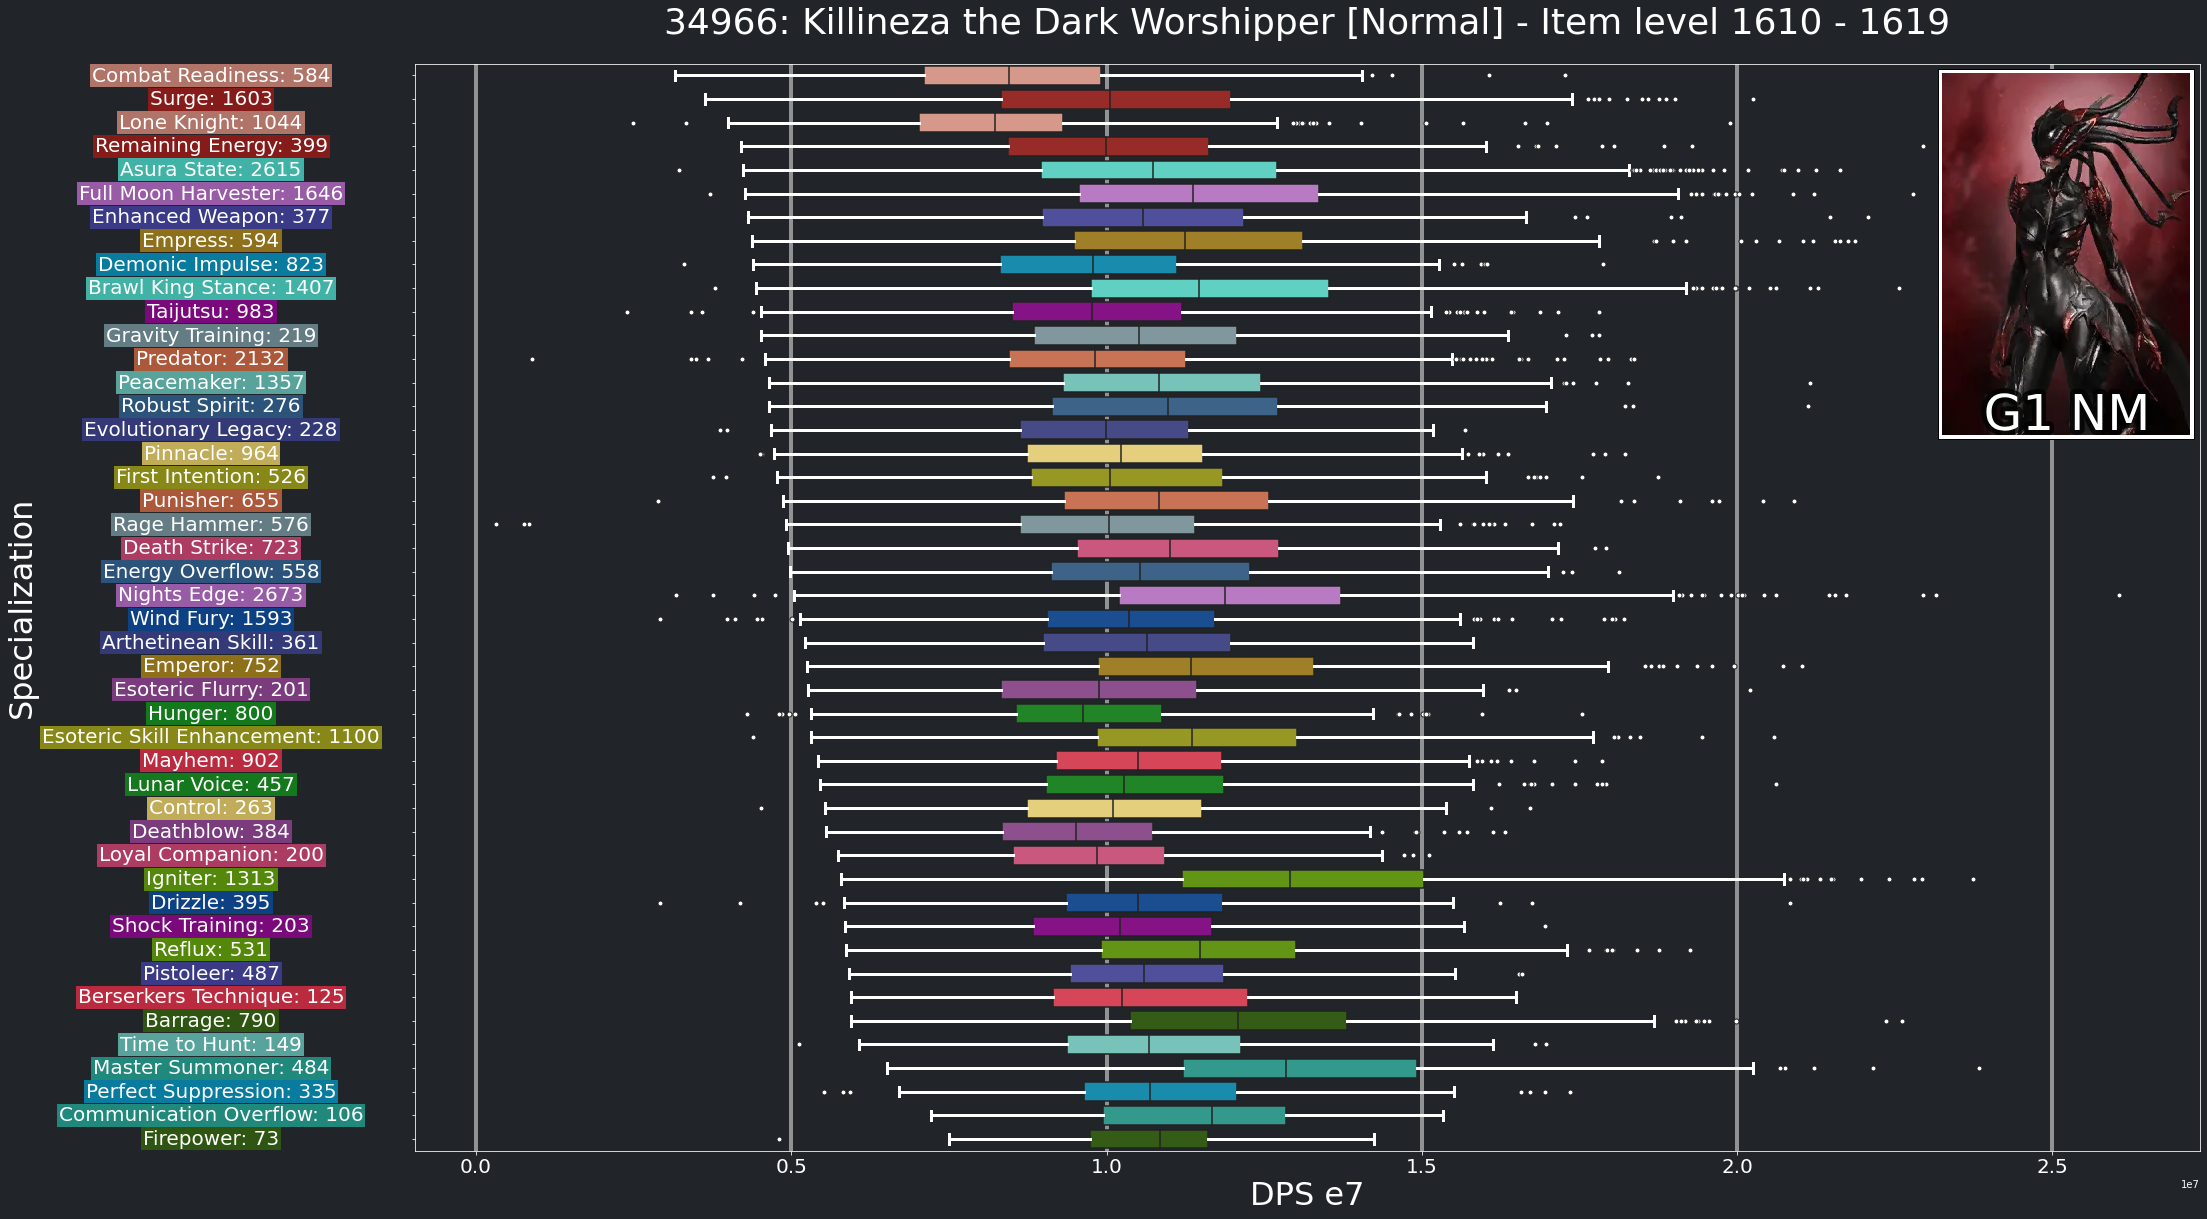 34966: Killineza the Dark Worshipper [Normal] - Item level 1610 - 1619
Combat Readiness: 584
Surge: 1603
Lone Knight: 1044
Remaining Energy: 399
Asura State: 2615
Full Moon Harvester: 1646
Enhanced Weapon: 377
Empress: 594
Demonic Impulse: 823
Brawl King Stance: 1407
Taijutsu: 983
Gravity Training: 219
Predator: 2132
Peacemaker: 1357
Robust Spirit: 276
Evolutionary Legacy: 228
Pinnacle: 964
First Intention: 526
Punisher: 655
Rage Hammer: 576
Death Strike: 723
Energy Overflow: 558
Nights Edge: 2673
Wind Fury: 1593
Arthetinean Skill: 361
Emperor: 752
Esoteric Flurry: 201
Hunger: 800
Esoteric Skill Enhancement: 1100
Mayhem: 902
Lunar Voice: 457
Control: 263
Deathblow: 384
Loyal Companion: 200
Igniter: 1313
Drizzle: 395
Shock Training: 203
Reflux: 531
Pistoleer: 487
Berserkers Technique: 125
Barrage: 790
Time to Hunt: 149
Master Summoner: 484
Perfect Suppression: 335
Communication Overflow: 106
Firepower: 73
Specialization
G1 NM
0.0 0.5 1.0 1.5 2.0 2.5
1e7
DPS e7